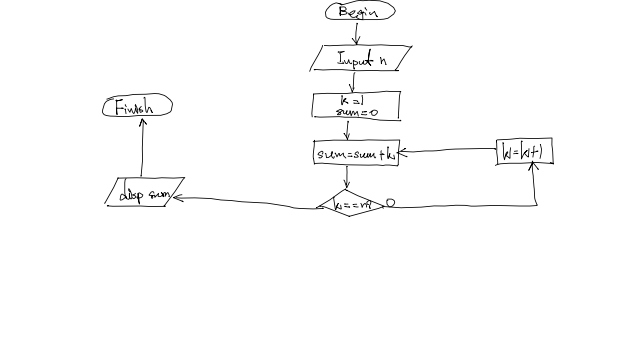 Begin
Input n
k=1
sum=0
sum=sum+k
k=k+1
k==n?
0
disp sum
Finish